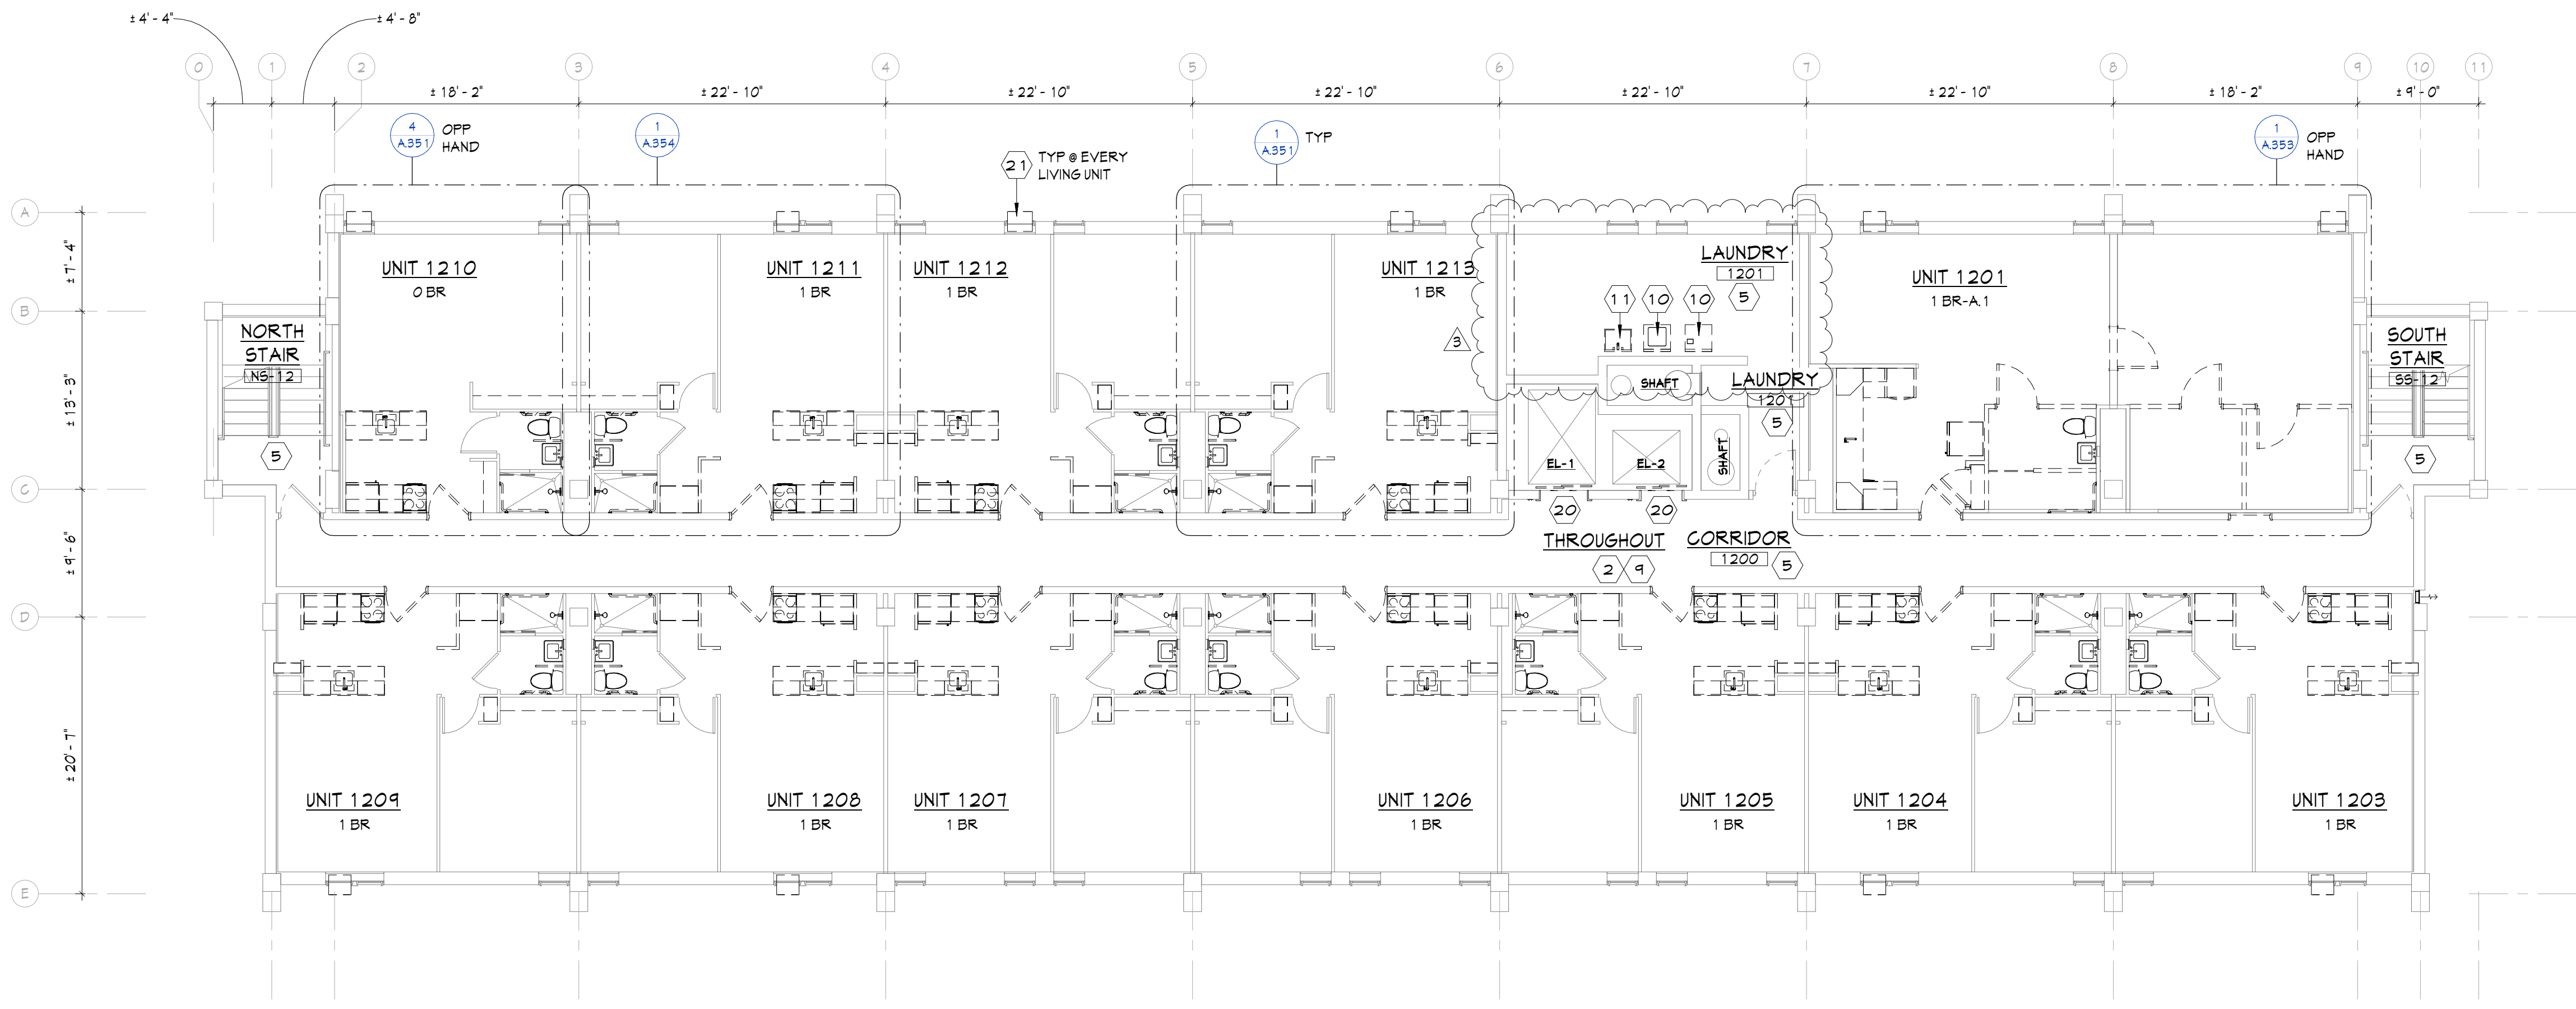 ± 4' - 4"
± 4' - 8"
0
1
2
3
4
5
6
7
8
9
10
11
± 18' - 2"
± 22' - 10"
± 22' - 10"
± 22' - 10"
± 22' - 10"
± 22' - 10"
± 18' - 2"
± 9' - 0"
4
A.351
OPP
HAND
1
A.354
21
TYP @ EVERY
LIVING UNIT
1
A.351
TYP
1
A.353
OPP
HAND
A
B
C
D
E
± 7' - 4"
± 13' - 3"
± 9' - 6"
± 20' - 7"
UNIT 1210
0 BR
UNIT 1211
1 BR
UNIT 1212
1 BR
UNIT 1213
1 BR
LAUNDRY
1201
5
11
10
10
3
UNIT 1201
1 BR-A.1
NORTH
STAIR
NS-12
5
SOUTH
STAIR
SS-12
5
SHAFT
LAUNDRY
1201
5
SHAFT
EL-1
EL-2
20
20
THROUGHOUT
2
9
CORRIDOR
1200
5
UNIT 1209
1 BR
UNIT 1208
1 BR
UNIT 1207
1 BR
UNIT 1206
1 BR
UNIT 1205
1 BR
UNIT 1204
1 BR
UNIT 1203
1 BR